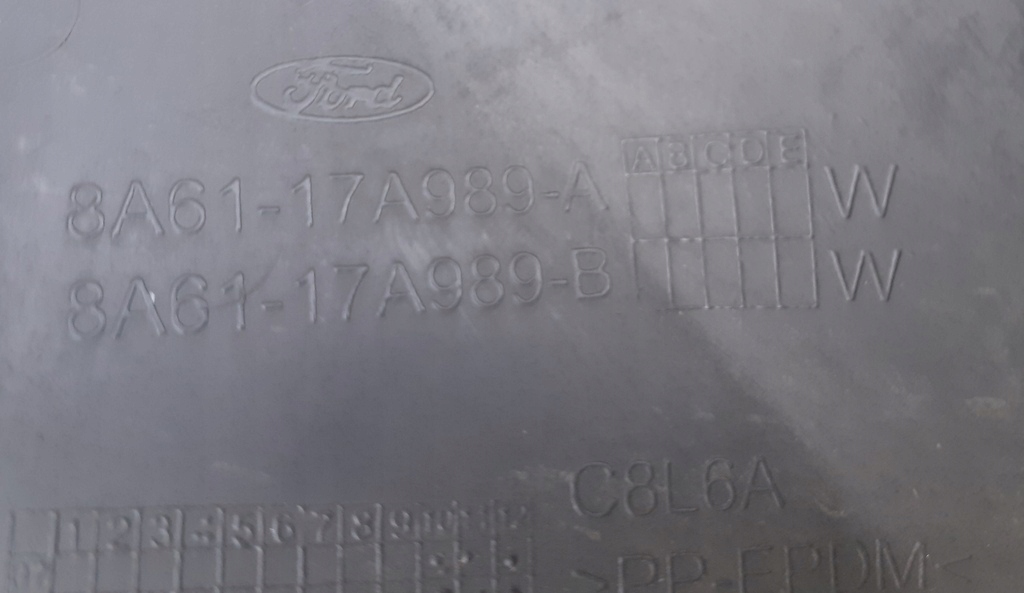 Ford
A B C D E
8A61-17A989-A W
8A61-17A989-B W
C8L6A
1 2 3 4 5 6 7 8 9 10 11 12
>PP-EPDM<